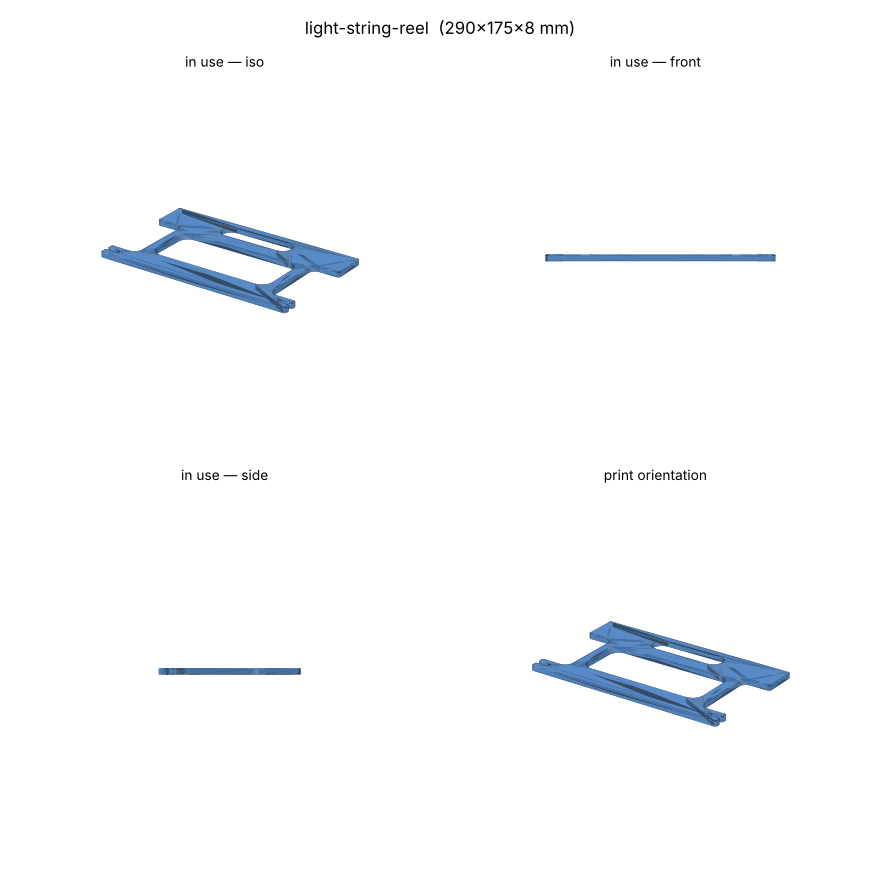 light-string-reel (290×175×8 mm)
in use — iso
in use — front
in use — side
print orientation